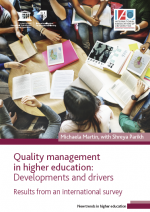 Michaela Martin, with Shreya Parikh
Quality management
in higher education:
Developments and drivers
Results from an international survey
New trends in higher education